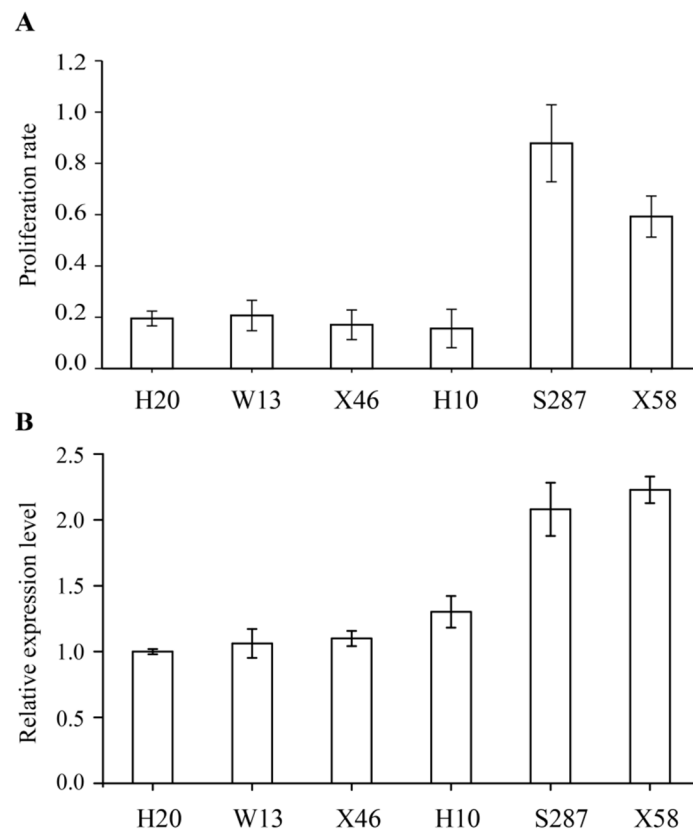 A
Proliferation rate
1.2
1.0
0.8
0.6
0.4
0.2
0.0
H20 W13 X46 H10 S287 X58
B
Relative expression level
2.5
2.0
1.5
1.0
0.5
0.0
H20 W13 X46 H10 S287 X58